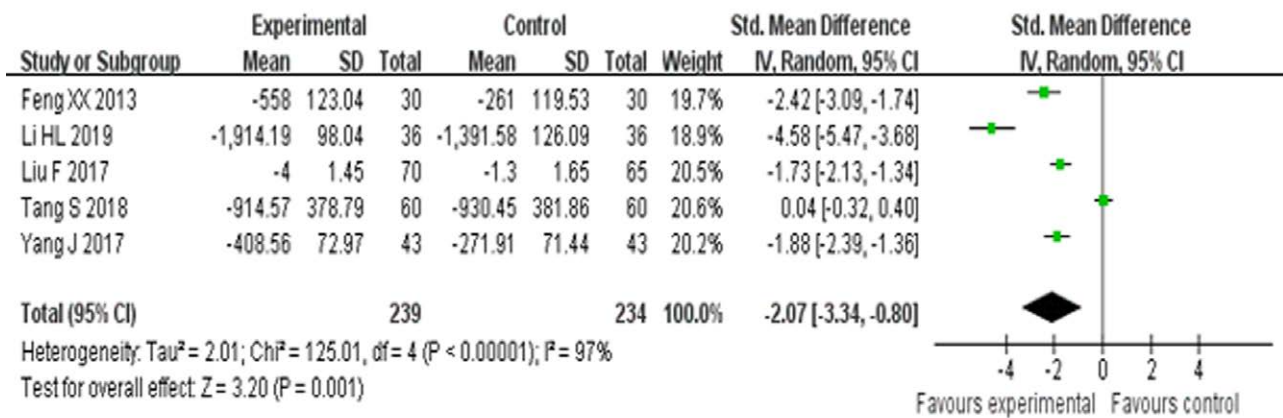 Experimental Control Std. Mean Difference Std. Mean Difference
Study or Subgroup Mean SD Total Mean SD Total Weight IV, Random, 95% CI IV, Random, 95% CI
Feng XX 2013 -558 123.04 30 -261 119.53 30 19.7% -2.42 [-3.09, -1.74]
Li HL 2019 -1,914.19 98.04 36 -1,391.58 126.09 36 18.9% -4.58 [-5.47, -3.68]
Liu F 2017 -4 1.45 70 -1.3 1.65 65 20.5% -1.73 [-2.13, -1.34]
Tang S 2018 -914.57 378.79 60 -930.45 381.86 60 20.6% 0.04 [-0.32, 0.40]
Yang J 2017 -408.56 72.97 43 -271.91 71.44 43 20.2% -1.88 [-2.39, -1.36]
Total (95% CI) 239 234 100.0% -2.07 [-3.34, -0.80]
Heterogeneity: Tau² = 2.01; Chi² = 125.01, df = 4 (P < 0.00001); I² = 97%
Test for overall effect: Z = 3.20 (P = 0.001)
-4 -2 0 2 4
Favours experimental Favours control